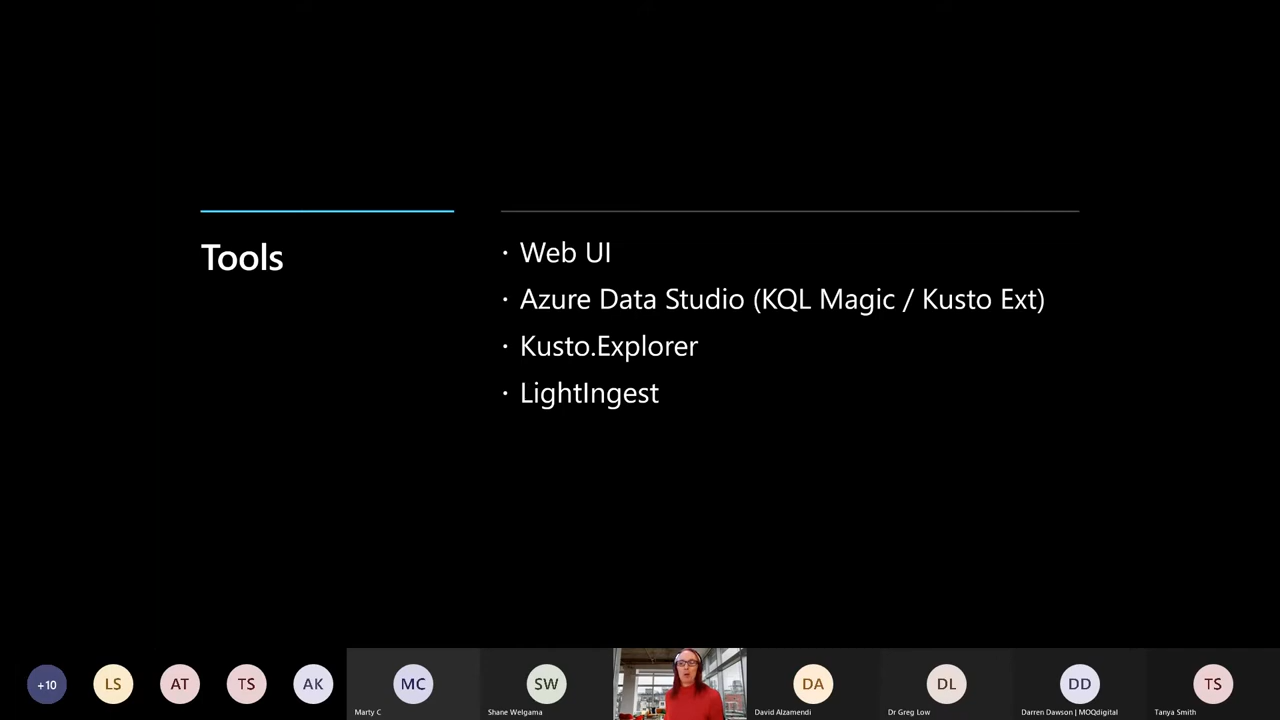 Tools
· Web UI
· Azure Data Studio (KQL Magic / Kusto Ext)
· Kusto.Explorer
· LightIngest
+10
LS
AT
TS
AK
MC
Marty C
SW
Shane Welgama
DA
David Alzamendi
DL
Dr Greg Low
DD
Darren Dawson | MOQdigital
TS
Tanya Smith